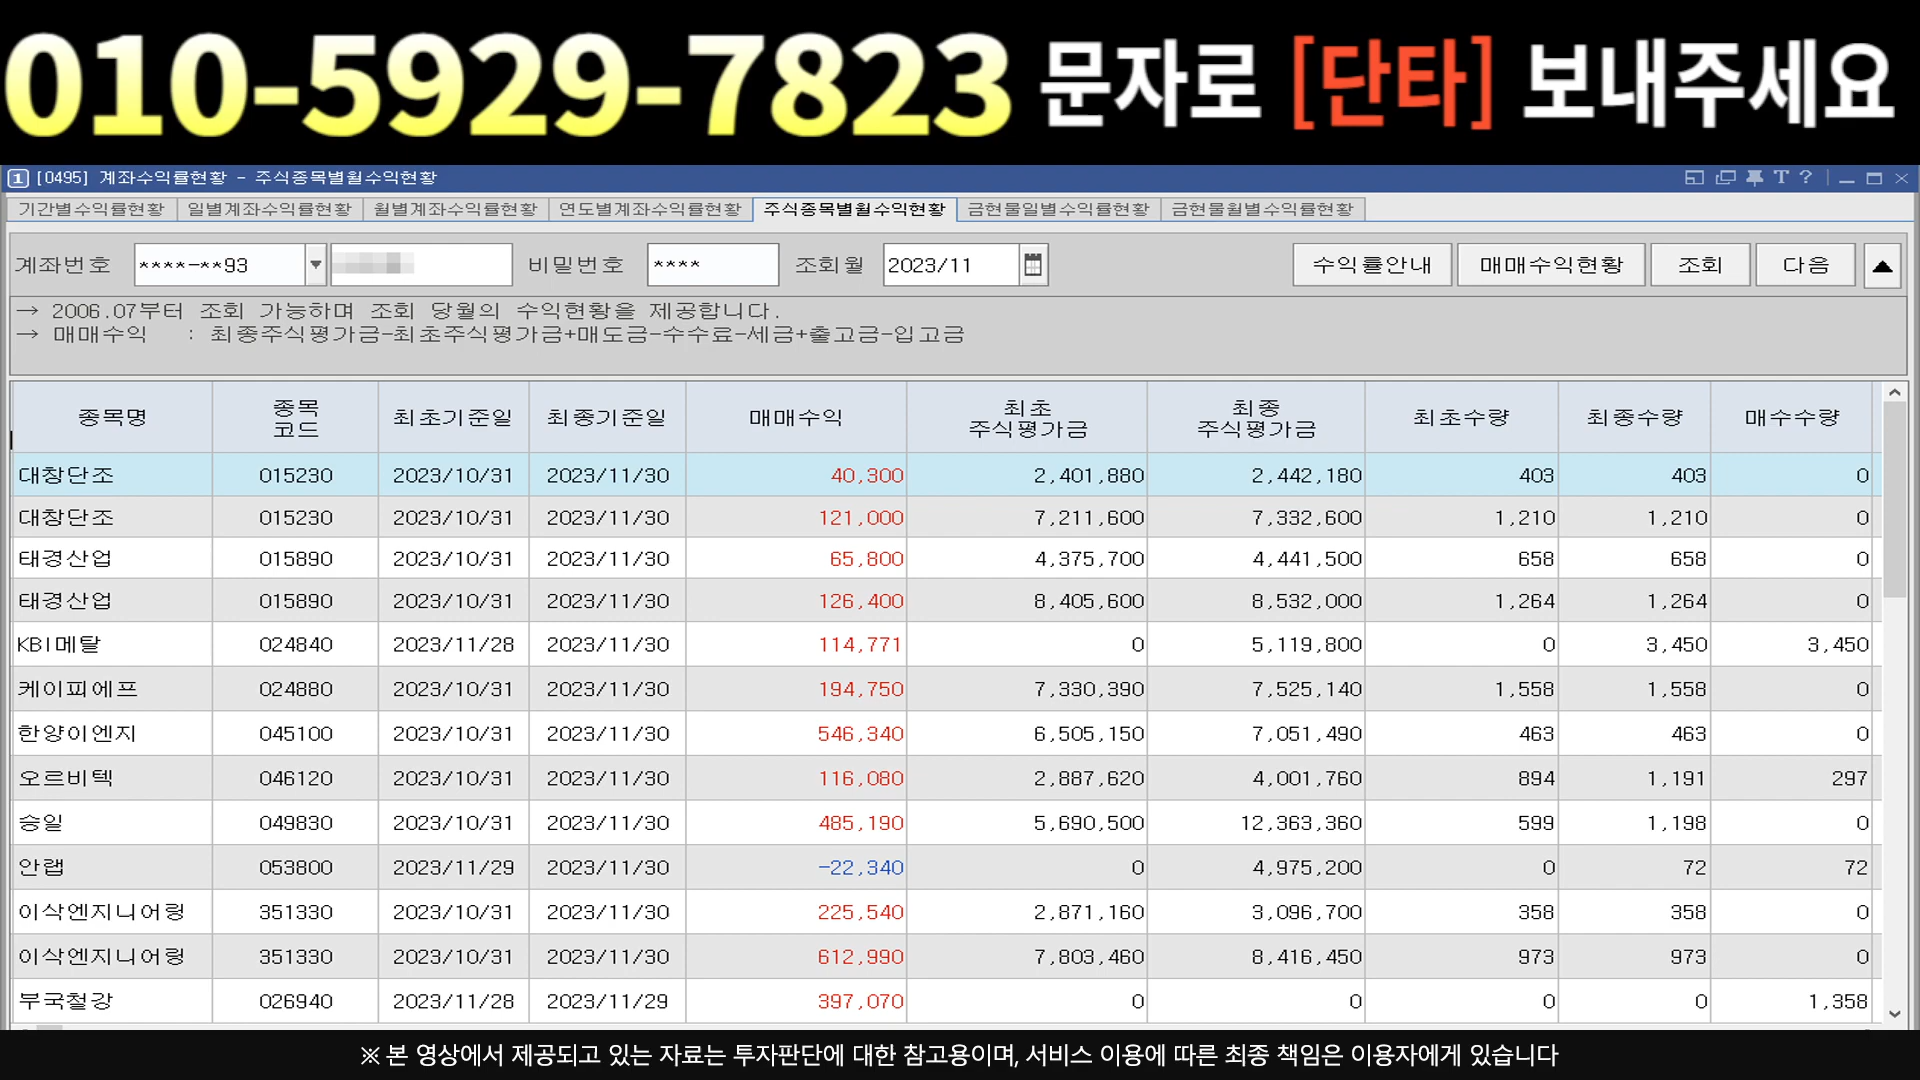 010-5929-7823 문자로 [단타] 보내주세요
1 [0495] 계좌수익률현황 - 주식종목별월수익현황
기간별수익률현황 일별계좌수익률현황 월별계좌수익률현황 연도별계좌수익률현황 주식종목별월수익현황 금현물일별수익률현황 금현물월별수익률현황
계좌번호 ****-**93 비밀번호 **** 조회월 2023/11 수익률안내 매매수익현황 조회 다음
→ 2006.07부터 조회 가능하며 조회 당월의 수익현황을 제공합니다.
→ 매매수익 : 최종주식평가금-최초주식평가금+매도금-수수료-세금+출고금-입고금
종목명 종목코드 최초기준일 최종기준일 매매수익 최초주식평가금 최종주식평가금 최초수량 최종수량 매수수량
대창단조 015230 2023/10/31 2023/11/30 40,300 2,401,880 2,442,180 403 403 0
대창단조 015230 2023/10/31 2023/11/30 121,000 7,211,600 7,332,600 1,210 1,210 0
태경산업 015890 2023/10/31 2023/11/30 65,800 4,375,700 4,441,500 658 658 0
태경산업 015890 2023/10/31 2023/11/30 126,400 8,405,600 8,532,000 1,264 1,264 0
KBI메탈 024840 2023/11/28 2023/11/30 114,771 0 5,119,800 0 3,450 3,450
케이피에프 024880 2023/10/31 2023/11/30 194,750 7,330,390 7,525,140 1,558 1,558 0
한양이엔지 045100 2023/10/31 2023/11/30 546,340 6,505,150 7,051,490 463 463 0
오르비텍 046120 2023/10/31 2023/11/30 116,080 2,887,620 4,001,760 894 1,191 297
승일 049830 2023/10/31 2023/11/30 485,190 5,690,500 12,363,360 599 1,198 0
안랩 053800 2023/11/29 2023/11/30 -22,340 0 4,975,200 0 72 72
이삭엔지니어링 351330 2023/10/31 2023/11/30 225,540 2,871,160 3,096,700 358 358 0
이삭엔지니어링 351330 2023/10/31 2023/11/30 612,990 7,803,460 8,416,450 973 973 0
부국철강 026940 2023/11/28 2023/11/29 397,070 0 0 0 0 1,358
※ 본 영상에서 제공되고 있는 자료는 투자판단에 대한 참고용이며, 서비스 이용에 따른 최종 책임은 이용자에게 있습니다